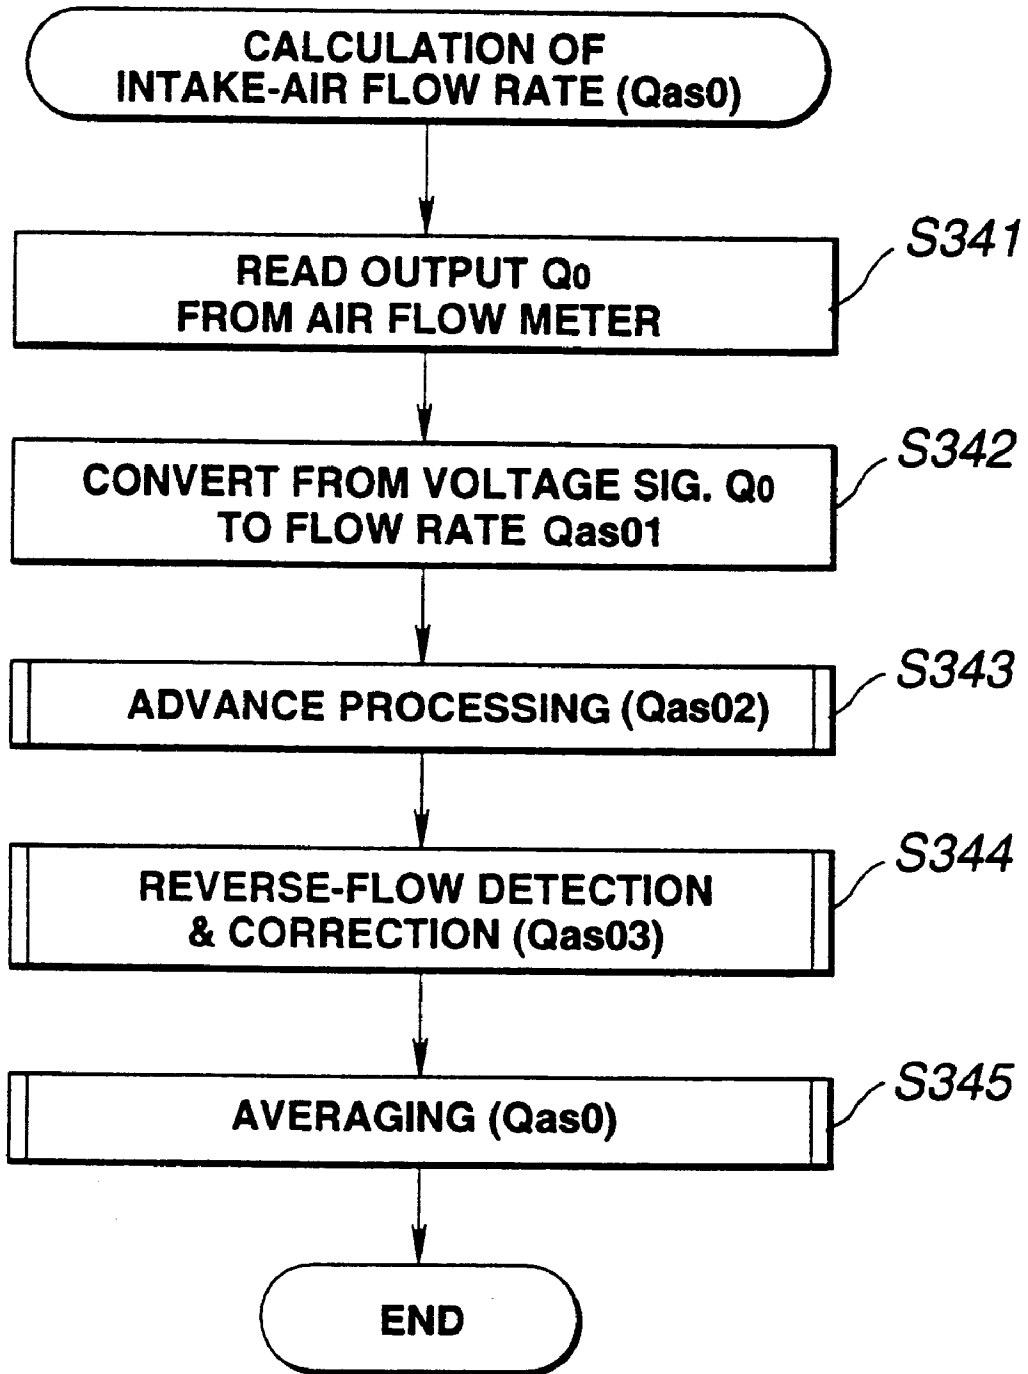 CALCULATION OF
INTAKE-AIR FLOW RATE (Qas0)
S341
READ OUTPUT Q0
FROM AIR FLOW METER
S342
CONVERT FROM VOLTAGE SIG. Q0
TO FLOW RATE Qas01
S343
ADVANCE PROCESSING (Qas02)
S344
REVERSE-FLOW DETECTION
& CORRECTION (Qas03)
S345
AVERAGING (Qas0)
END